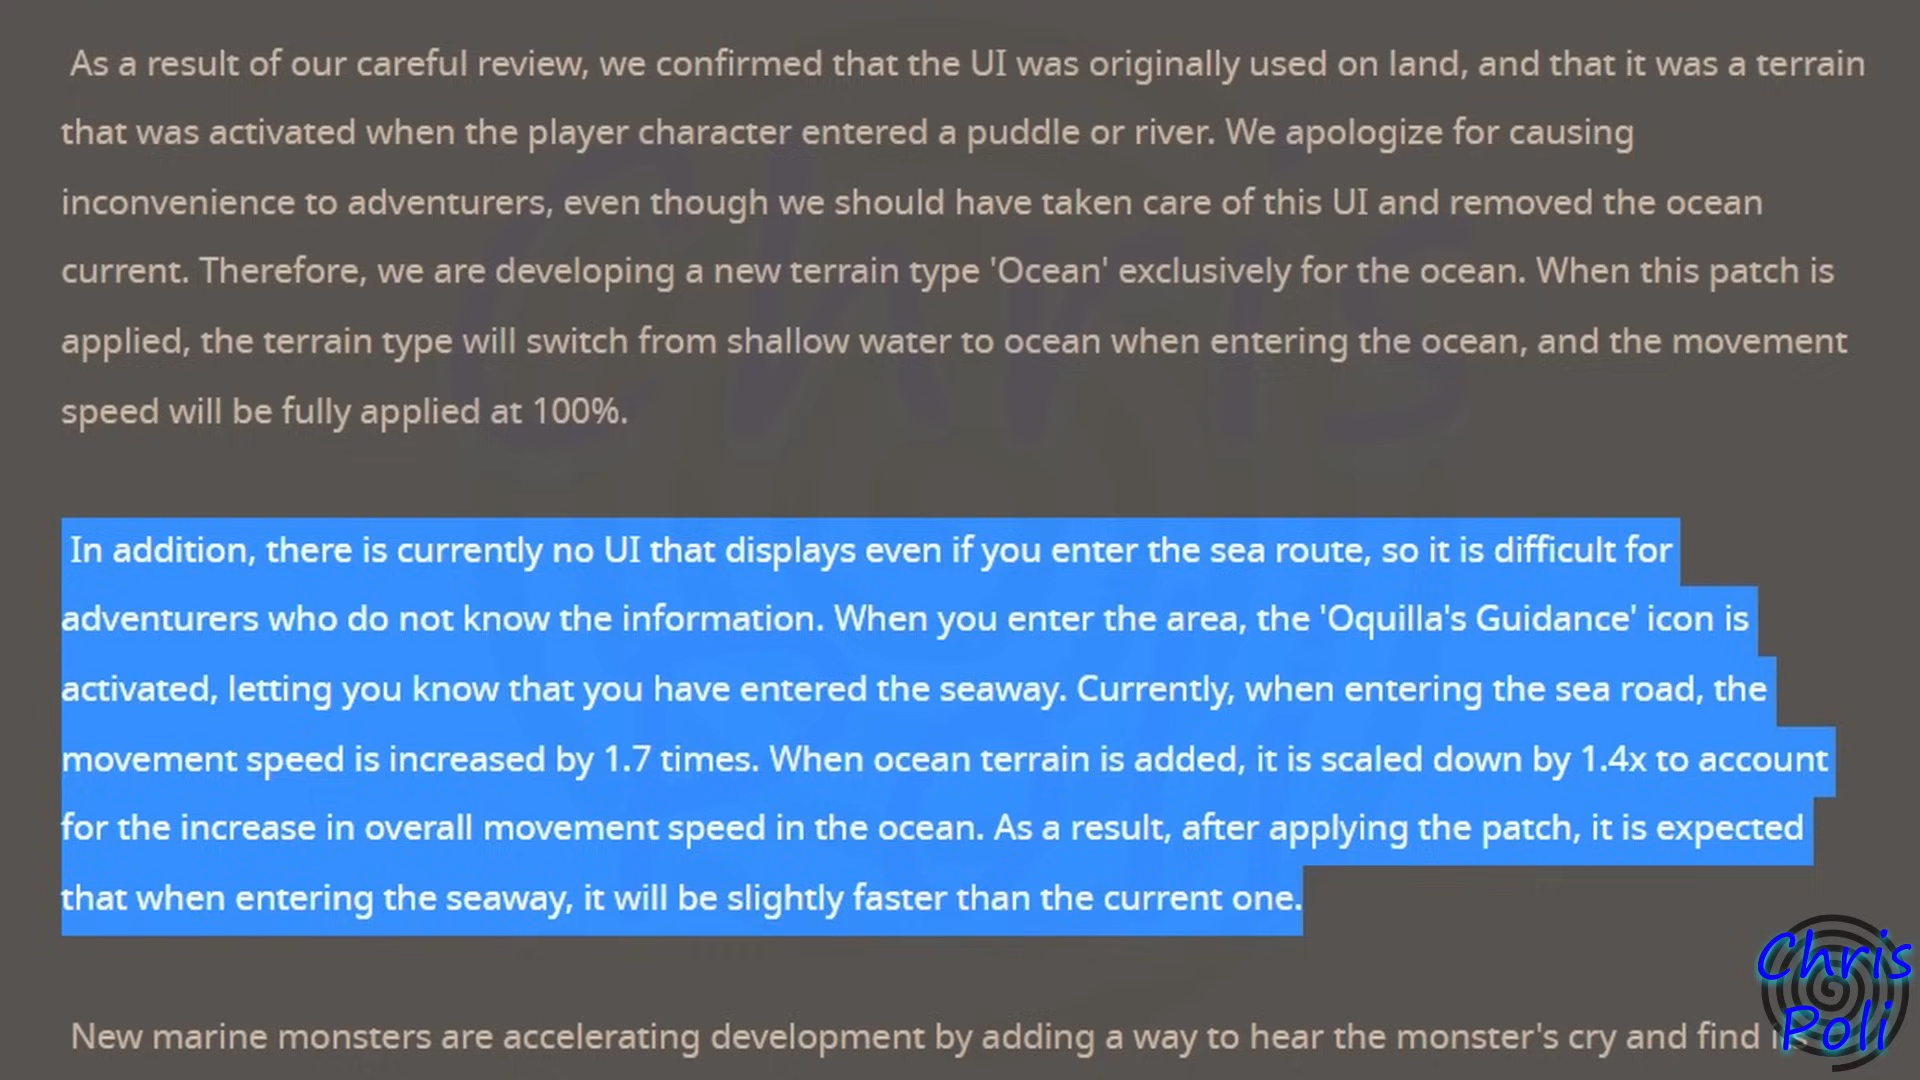 As a result of our careful review, we confirmed that the UI was originally used on land, and that it was a terrain
that was activated when the player character entered a puddle or river. We apologize for causing
inconvenience to adventurers, even though we should have taken care of this UI and removed the ocean
current. Therefore, we are developing a new terrain type 'Ocean' exclusively for the ocean. When this patch is
applied, the terrain type will switch from shallow water to ocean when entering the ocean, and the movement
speed will be fully applied at 100%.
In addition, there is currently no UI that displays even if you enter the sea route, so it is difficult for
adventurers who do not know the information. When you enter the area, the 'Oquilla's Guidance' icon is
activated, letting you know that you have entered the seaway. Currently, when entering the sea road, the
movement speed is increased by 1.7 times. When ocean terrain is added, it is scaled down by 1.4x to account
for the increase in overall movement speed in the ocean. As a result, after applying the patch, it is expected
that when entering the seaway, it will be slightly faster than the current one.
New marine monsters are accelerating development by adding a way to hear the monster's cry and find its
Chris
Poli